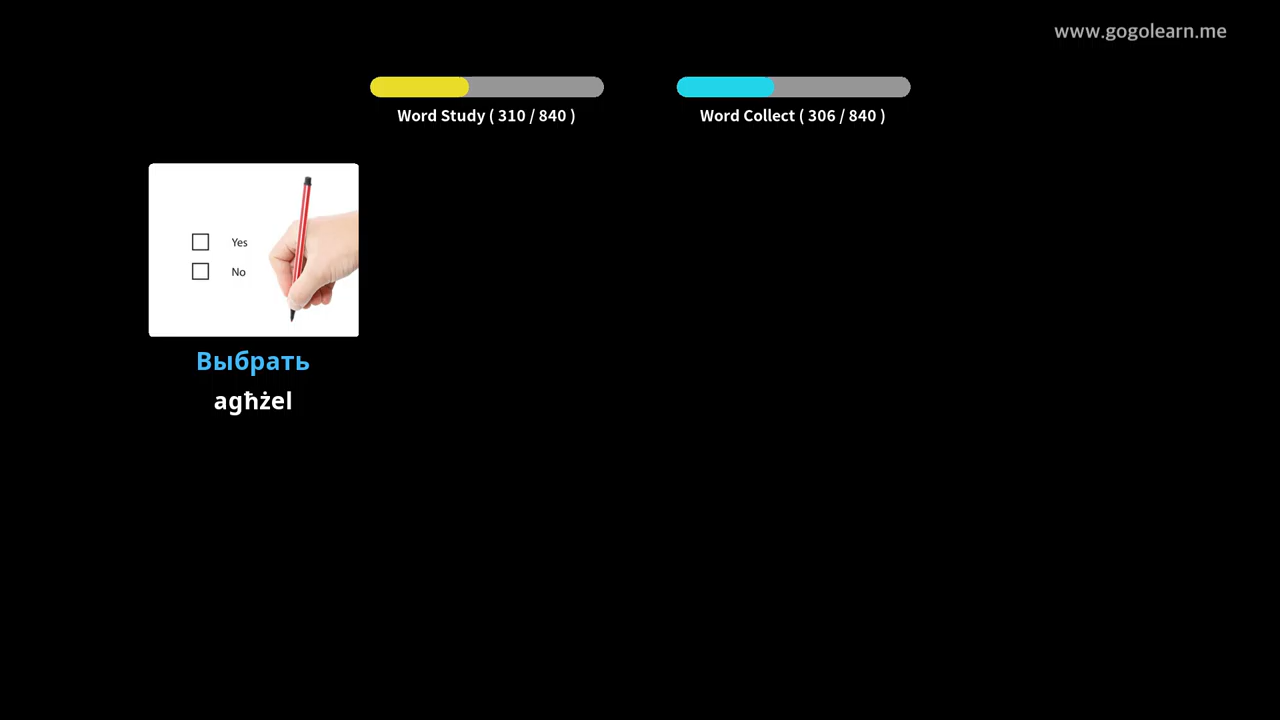 www.gogolearn.me
Word Study ( 310 / 840 )
Word Collect ( 306 / 840 )
Yes
No
Выбрать
agħżel